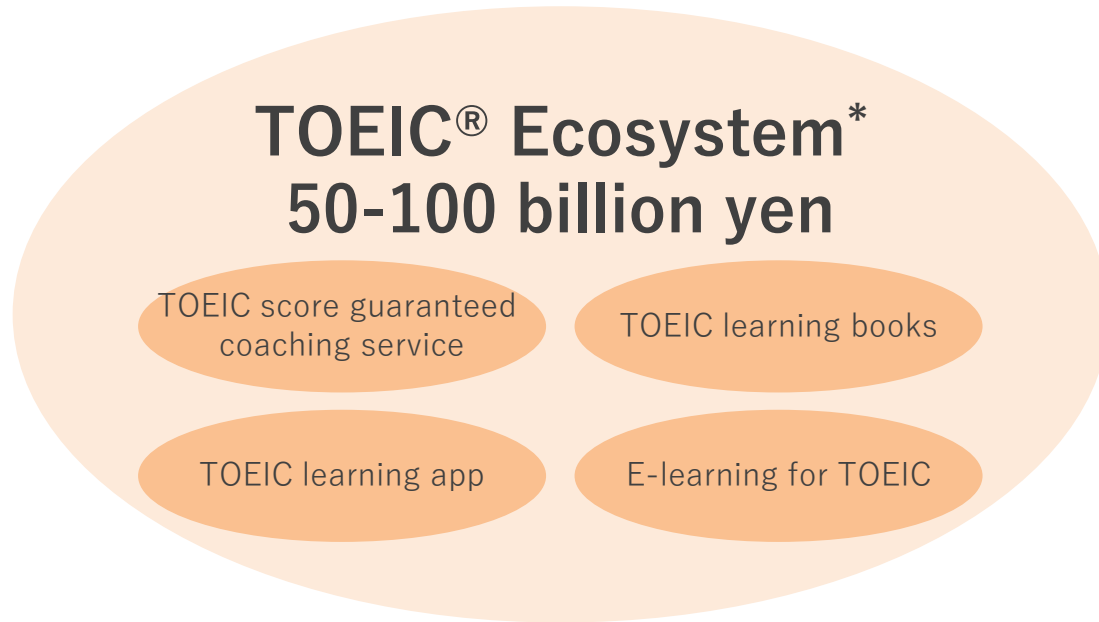 TOEIC® Ecosystem*
50-100 billion yen
TOEIC score guaranteed
coaching service
TOEIC learning books
TOEIC learning app
E-learning for TOEIC